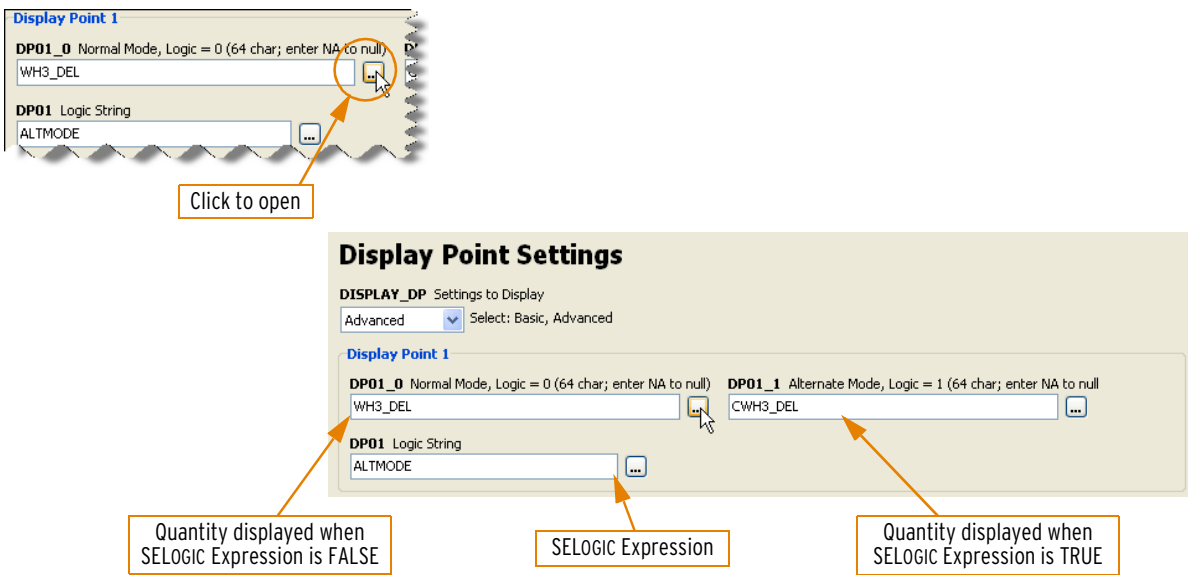 Display Point 1
DP01_0 Normal Mode, Logic = 0 (64 char; enter NA to null)
WH3_DEL
...
DP01 Logic String
ALTMODE
...
Click to open
Display Point Settings
DISPLAY_DP Settings to Display
Advanced Select: Basic, Advanced
Display Point 1
DP01_0 Normal Mode, Logic = 0 (64 char; enter NA to null) DP01_1 Alternate Mode, Logic = 1 (64 char; enter NA to null
WH3_DEL ... CWH3_DEL ...
DP01 Logic String
ALTMODE ...
Quantity displayed when
SELOGIC Expression is FALSE
SELOGIC Expression
Quantity displayed when
SELOGIC Expression is TRUE